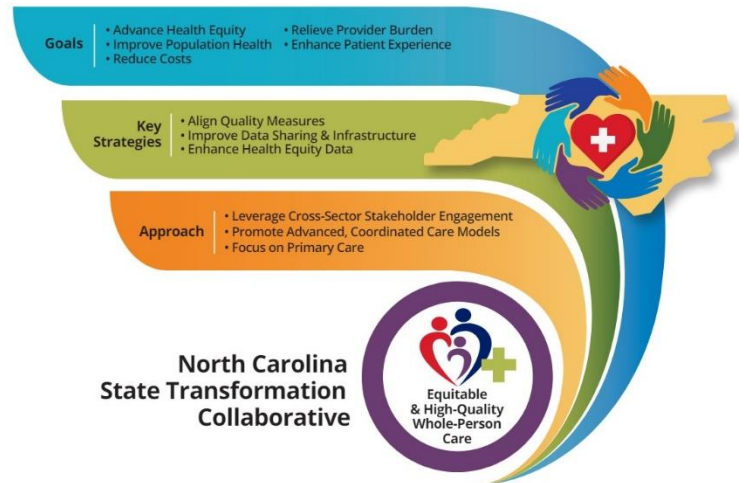 Goals
• Advance Health Equity
• Improve Population Health
• Reduce Costs
• Relieve Provider Burden
• Enhance Patient Experience
Key
Strategies
• Align Quality Measures
• Improve Data Sharing & Infrastructure
• Enhance Health Equity Data
Approach
• Leverage Cross-Sector Stakeholder Engagement
• Promote Advanced, Coordinated Care Models
• Focus on Primary Care
North Carolina
State Transformation
Collaborative
Equitable
& High-Quality
Whole-Person
Care